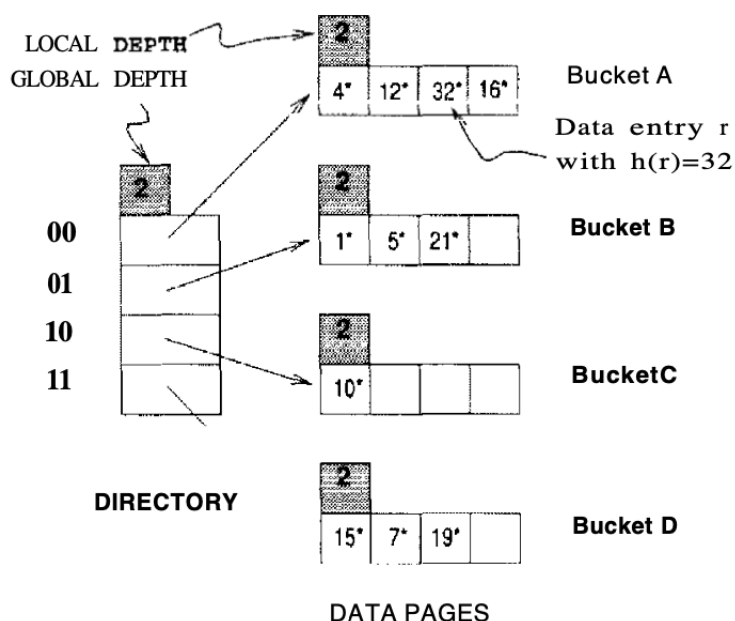 LOCAL DEPTH
GLOBAL DEPTH
2
4* 12* 32* 16*
Bucket A
Data entry r
with h(r)=32
2
00
01
10
11
DIRECTORY
2
1* 5* 21*
Bucket B
2
10*
BucketC
2
15* 7* 19*
Bucket D
DATA PAGES